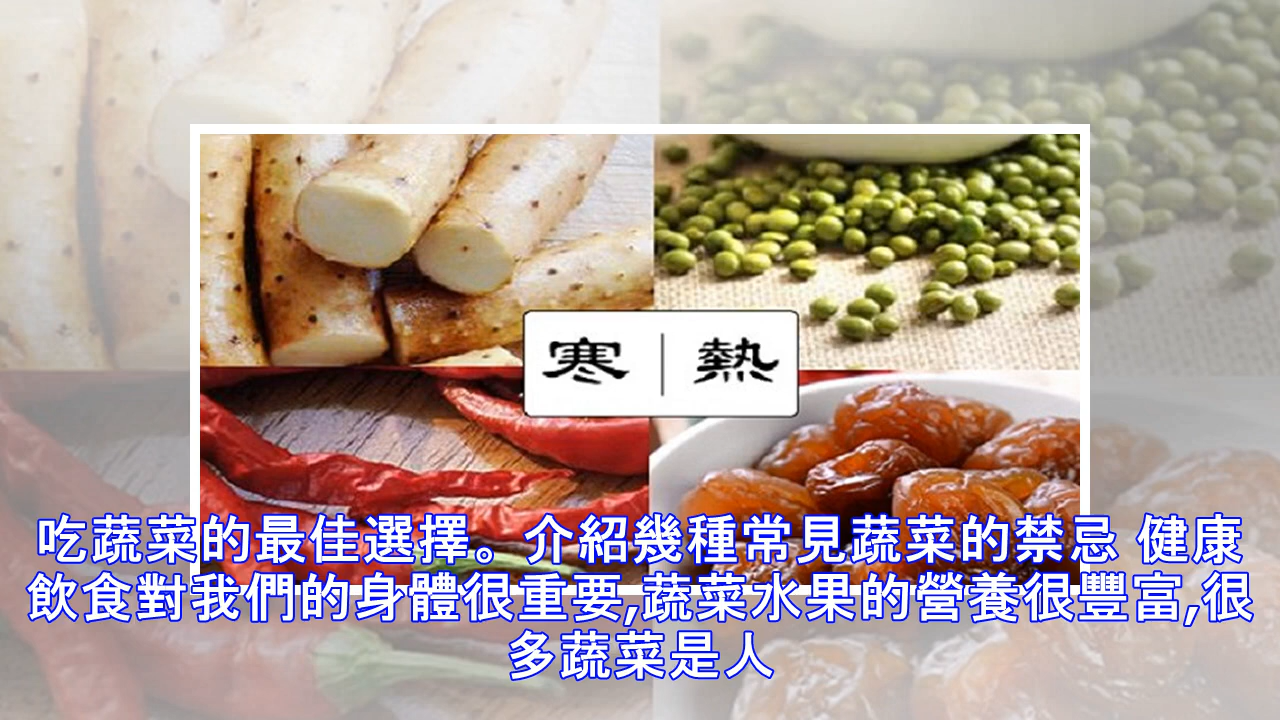 寒 | 熱
吃蔬菜的最佳選擇。介紹幾種常見蔬菜的禁忌 健康
飲食對我們的身體很重要,蔬菜水果的營養很豐富,很
多蔬菜是人